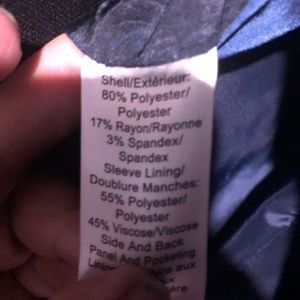 Shell/Extérieur:
80% Polyester/
Polyester
17% Rayon/Rayonne
3% Spandex/
Spandex
Sleeve Lining/
Doublure Manches:
55% Polyester/
Polyester
45% Viscose/Viscose
Side And Back
Panel And Pocketing
aux